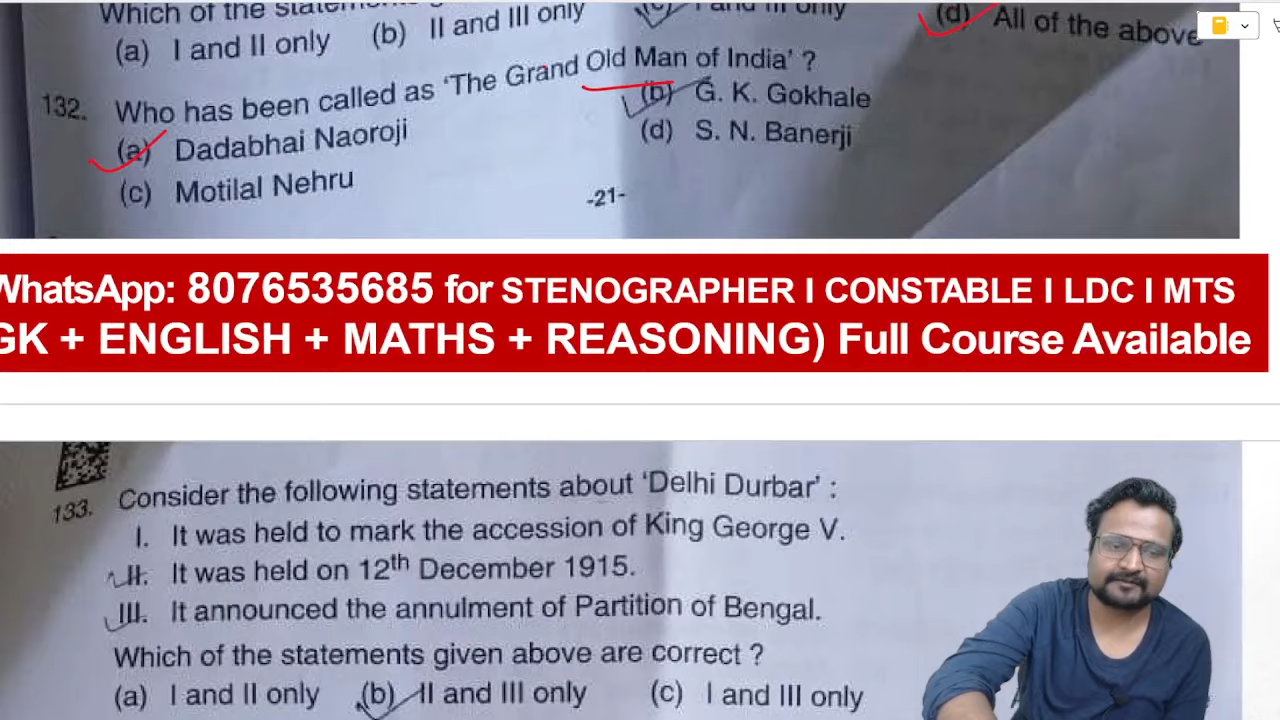 Which of the
(a) I and II only (b) II and III only I and III only (d) All of the above
132. Who has been called as ‘The Grand Old Man of India’ ?
(a) Dadabhai Naoroji (b) G. K. Gokhale
(c) Motilal Nehru (d) S. N. Banerji
-21-
WhatsApp: 8076535685 for STENOGRAPHER I CONSTABLE I LDC I MTS
GK + ENGLISH + MATHS + REASONING) Full Course Available
133. Consider the following statements about ‘Delhi Durbar’ :
I. It was held to mark the accession of King George V.
II. It was held on 12th December 1915.
III. It announced the annulment of Partition of Bengal.
Which of the statements given above are correct ?
(a) I and II only (b) II and III only (c) I and III only